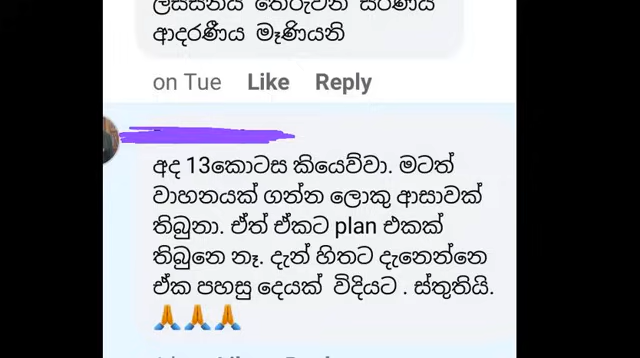 ලස්සනයි තෙරුවන් සරණයි
ආදරණීය මෑණියනි
on Tue Like Reply
අද 13කොටස කියෙව්වා. මටත්
වාහනයක් ගන්න ලොකු ආසාවක්
තිබුනා. ඒත් ඒකට plan එකක්
තිබුනෙ නෑ. දැන් හිතට දැනෙන්නෙ
ඒක පහසු දෙයක් විදියට . ස්තුතියි.
🙏🙏🙏